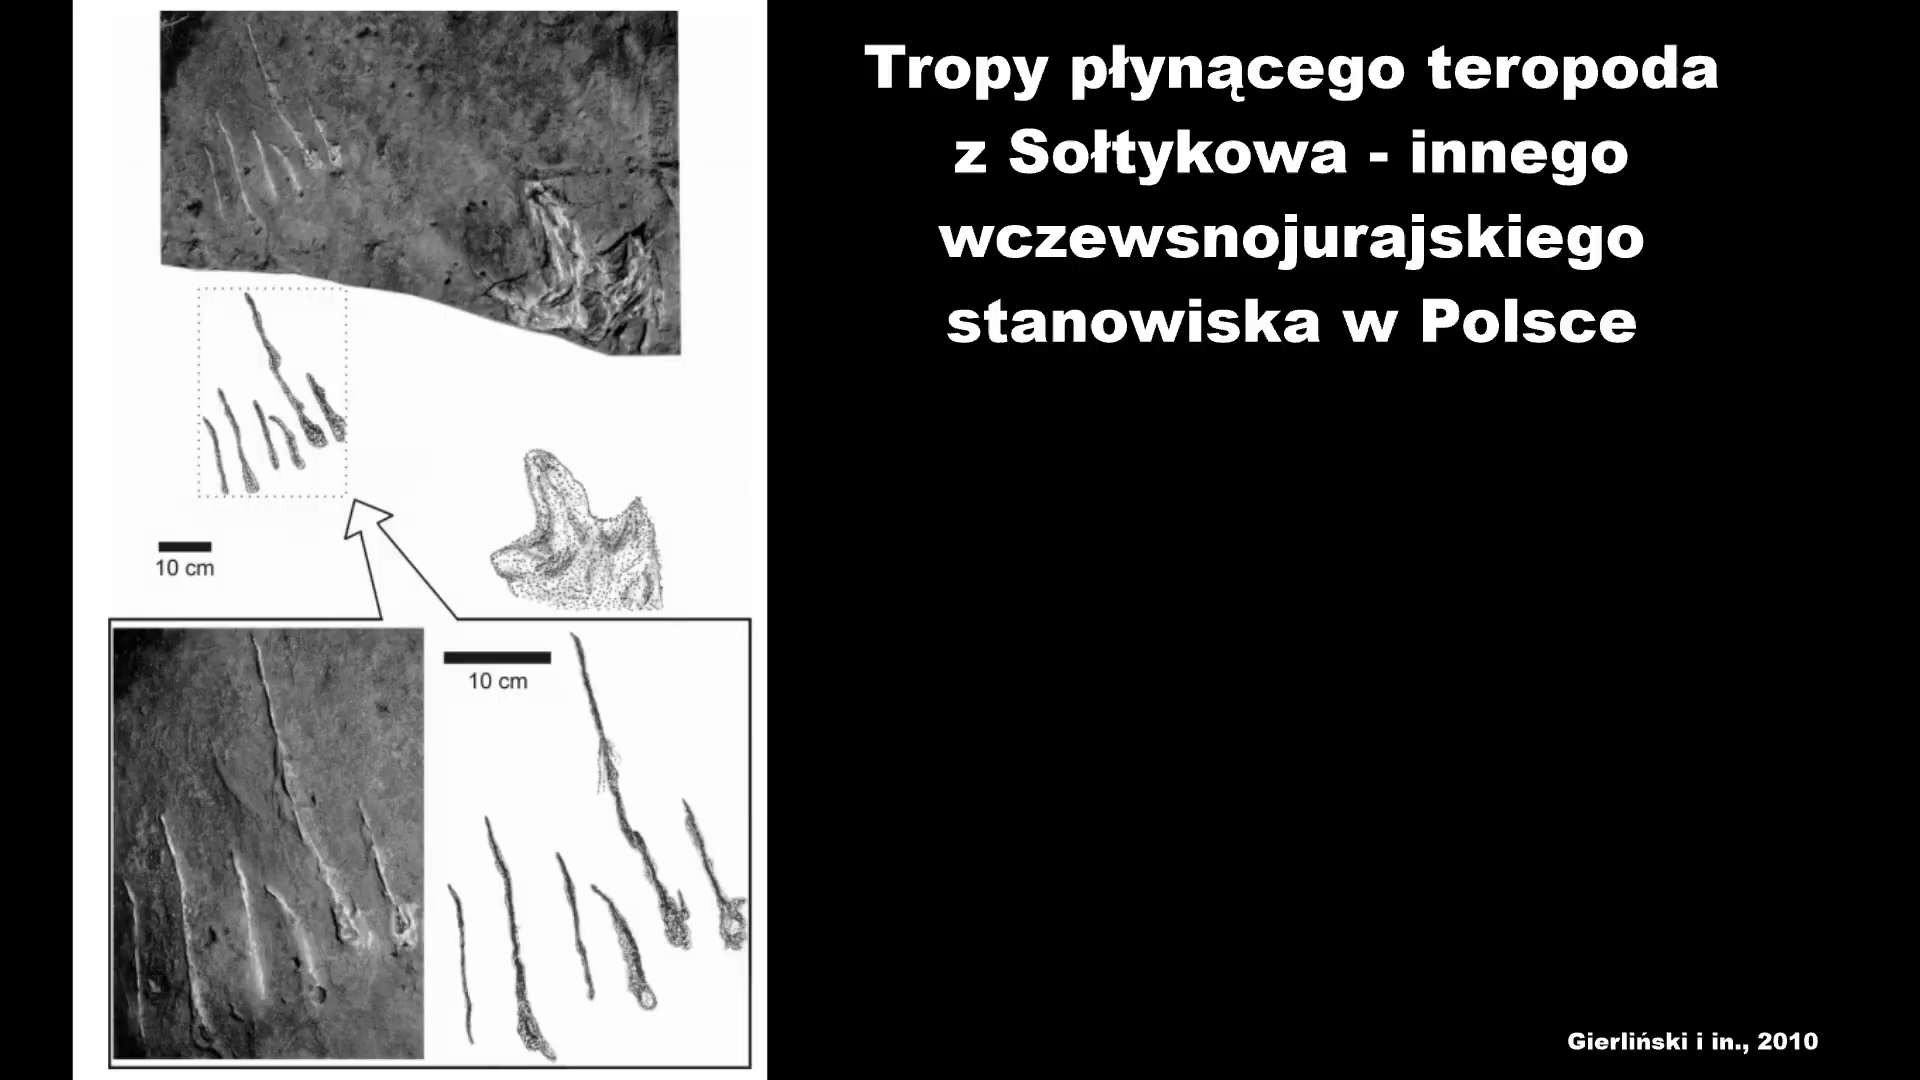 Tropy płynącego teropoda
z Sołtykowa - innego
wczewsnojurajskiego
stanowiska w Polsce
10 cm
10 cm
Gierliński i in., 2010